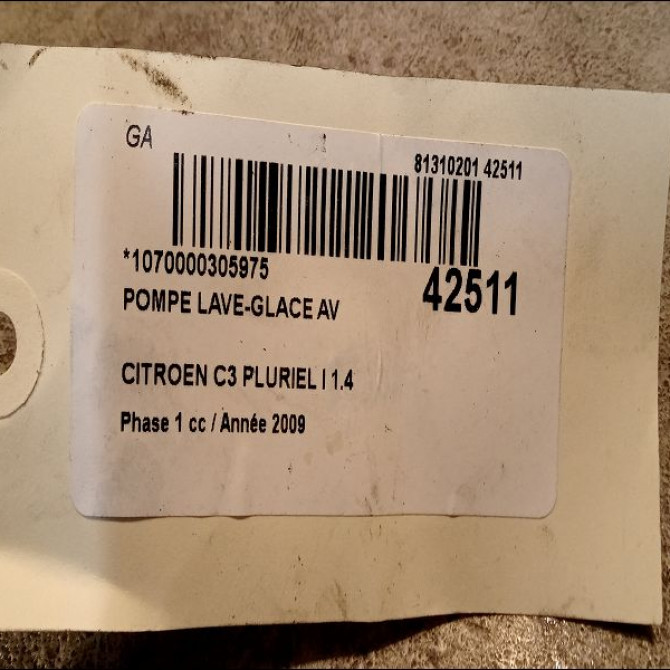 GA
81310201 42511
*1070000305975
42511
POMPE LAVE-GLACE AV
CITROEN C3 PLURIEL I 1.4
Phase 1 cc / Année 2009